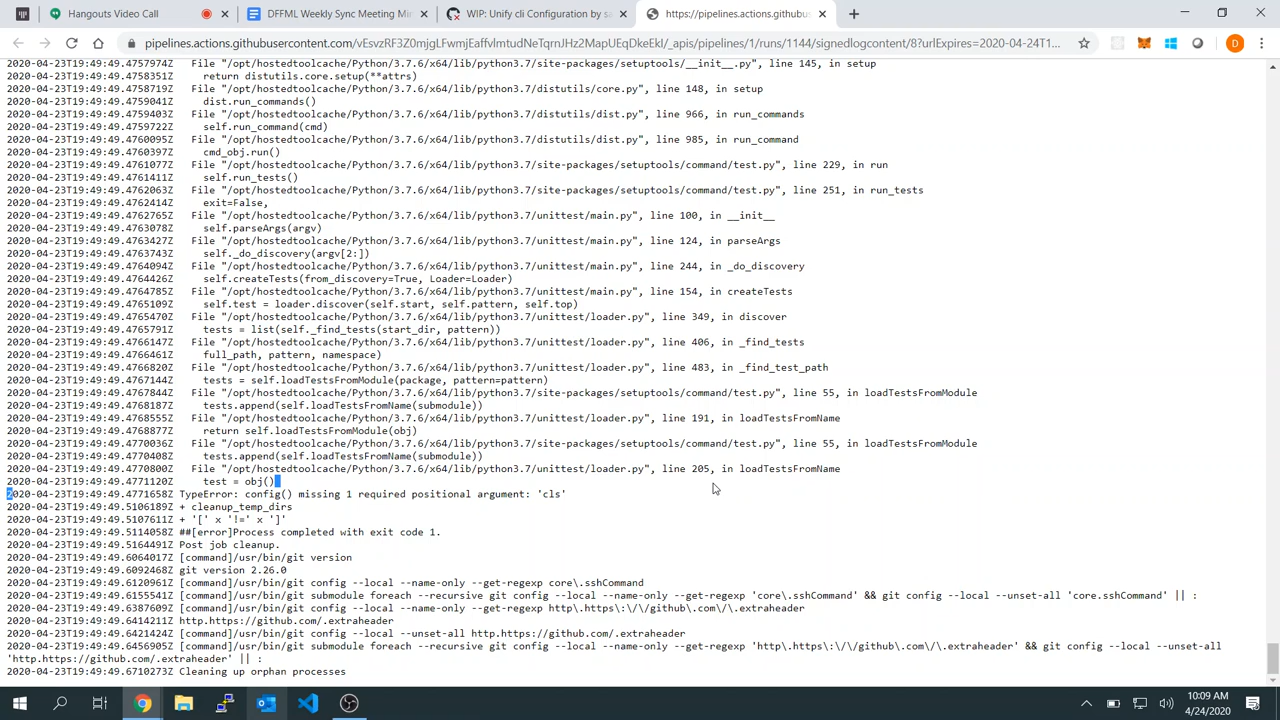 Hangouts Video Call
DFFML Weekly Sync Meeting Mi
WIP: Unify cli Configuration by sa
https://pipelines.actions.githubus
https://pipelines.actions.githubusercontent.com/
_apis/pipelines/1/runs/1144/signedlogcontent/8?urlExpires=2020-04-24T1...
D
2020-04-23T19:49:49.4757974Z File "/opt/hostedtoolcache/Python/3.7.6/x64/lib/python3.7/site-packages/setuptools/__init__.py", line 145, in setup
2020-04-23T19:49:49.4758351Z return distutils.core.setup(**attrs)
2020-04-23T19:49:49.4758719Z File "/opt/hostedtoolcache/Python/3.7.6/x64/lib/python3.7/distutils/core.py", line 148, in setup
2020-04-23T19:49:49.4759041Z dist.run_commands()
2020-04-23T19:49:49.4759403Z File "/opt/hostedtoolcache/Python/3.7.6/x64/lib/python3.7/distutils/dist.py", line 966, in run_commands
2020-04-23T19:49:49.4759722Z self.run_command(cmd)
2020-04-23T19:49:49.4760095Z File "/opt/hostedtoolcache/Python/3.7.6/x64/lib/python3.7/distutils/dist.py", line 985, in run_command
2020-04-23T19:49:49.4760397Z cmd_obj.run()
2020-04-23T19:49:49.4761077Z File "/opt/hostedtoolcache/Python/3.7.6/x64/lib/python3.7/site-packages/setuptools/command/test.py", line 229, in run
2020-04-23T19:49:49.4761411Z self.run_tests()
2020-04-23T19:49:49.4762063Z File "/opt/hostedtoolcache/Python/3.7.6/x64/lib/python3.7/site-packages/setuptools/command/test.py", line 251, in run_tests
2020-04-23T19:49:49.4762414Z exit=False,
2020-04-23T19:49:49.4762765Z File "/opt/hostedtoolcache/Python/3.7.6/x64/lib/python3.7/unittest/main.py", line 100, in __init__
2020-04-23T19:49:49.4763078Z self.parseArgs(argv)
2020-04-23T19:49:49.4763427Z File "/opt/hostedtoolcache/Python/3.7.6/x64/lib/python3.7/unittest/main.py", line 124, in parseArgs
2020-04-23T19:49:49.4763743Z self._do_discovery(argv[2:])
2020-04-23T19:49:49.4764094Z File "/opt/hostedtoolcache/Python/3.7.6/x64/lib/python3.7/unittest/main.py", line 244, in _do_discovery
2020-04-23T19:49:49.4764426Z self.createTests(from_discovery=True, Loader=Loader)
2020-04-23T19:49:49.4764785Z File "/opt/hostedtoolcache/Python/3.7.6/x64/lib/python3.7/unittest/main.py", line 154, in createTests
2020-04-23T19:49:49.4765109Z self.test = loader.discover(self.start, self.pattern, self.top)
2020-04-23T19:49:49.4765470Z File "/opt/hostedtoolcache/Python/3.7.6/x64/lib/python3.7/unittest/loader.py", line 349, in discover
2020-04-23T19:49:49.4765791Z tests = list(self._find_tests(start_dir, pattern))
2020-04-23T19:49:49.4766147Z File "/opt/hostedtoolcache/Python/3.7.6/x64/lib/python3.7/unittest/loader.py", line 406, in _find_tests
2020-04-23T19:49:49.4766461Z full_path, pattern, namespace)
2020-04-23T19:49:49.4766820Z File "/opt/hostedtoolcache/Python/3.7.6/x64/lib/python3.7/unittest/loader.py", line 483, in _find_test_path
2020-04-23T19:49:49.4767144Z tests = self.loadTestsFromModule(package, pattern=pattern)
2020-04-23T19:49:49.4767844Z File "/opt/hostedtoolcache/Python/3.7.6/x64/lib/python3.7/site-packages/setuptools/command/test.py", line 55, in loadTestsFromModule
2020-04-23T19:49:49.4768187Z tests.append(self.loadTestsFromName(submodule))
2020-04-23T19:49:49.4768555Z File "/opt/hostedtoolcache/Python/3.7.6/x64/lib/python3.7/unittest/loader.py", line 191, in loadTestsFromName
2020-04-23T19:49:49.4768877Z return self.loadTestsFromModule(obj)
2020-04-23T19:49:49.4770036Z File "/opt/hostedtoolcache/Python/3.7.6/x64/lib/python3.7/site-packages/setuptools/command/test.py", line 55, in loadTestsFromModule
2020-04-23T19:49:49.4770408Z tests.append(self.loadTestsFromName(submodule))
2020-04-23T19:49:49.4770800Z File "/opt/hostedtoolcache/Python/3.7.6/x64/lib/python3.7/unittest/loader.py", line 205, in loadTestsFromName
2020-04-23T19:49:49.4771120Z test = obj()
2020-04-23T19:49:49.4771658Z TypeError: config() missing 1 required positional argument: 'cls'
2020-04-23T19:49:49.5106189Z + cleanup_temp_dirs
2020-04-23T19:49:49.5107611Z + '[' x '!=' x ']'
2020-04-23T19:49:49.5114058Z ##[error]Process completed with exit code 1.
2020-04-23T19:49:49.5164491Z Post job cleanup.
2020-04-23T19:49:49.6064017Z [command]/usr/bin/git version
2020-04-23T19:49:49.6092468Z git version 2.26.0
2020-04-23T19:49:49.6120961Z [command]/usr/bin/git config --local --name-only --get-regexp core\.sshCommand
2020-04-23T19:49:49.6155541Z [command]/usr/bin/git submodule foreach --recursive git config --local --name-only --get-regexp 'core\.sshCommand' && git config --local --unset-all 'core.sshCommand' || :
2020-04-23T19:49:49.6387609Z [command]/usr/bin/git config --local --name-only --get-regexp http\.https\:\/\/github\.com\/\.extraheader
2020-04-23T19:49:49.6414211Z http.https://github.com/.extraheader
2020-04-23T19:49:49.6421424Z [command]/usr/bin/git config --local --unset-all http.https://github.com/.extraheader
2020-04-23T19:49:49.6456905Z [command]/usr/bin/git submodule foreach --recursive git config --local --name-only --get-regexp 'http\.https\:\/\/github\.com\/\.extraheader' && git config --local --unset-all
'http.https://github.com/.extraheader' || :
2020-04-23T19:49:49.6710273Z Cleaning up orphan processes
10:09 AM
4/24/2020